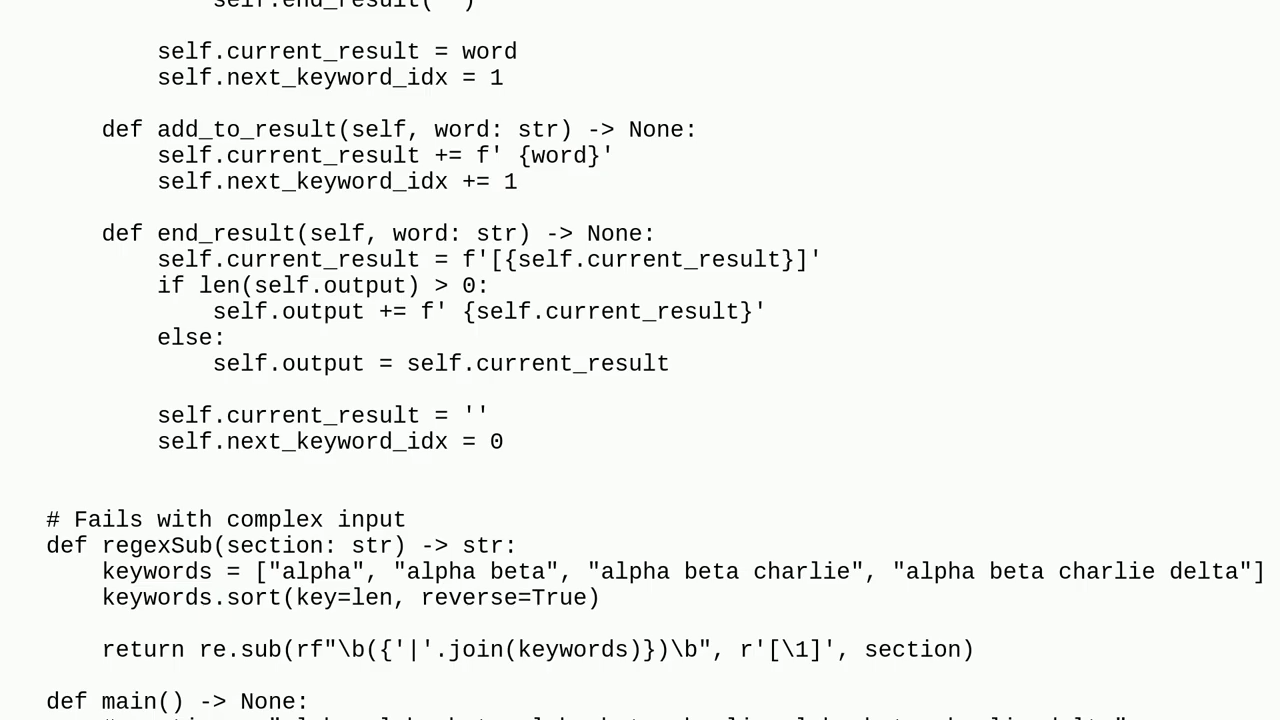 self.end_result(
self.current_result = word
self.next_keyword_idx = 1
def add_to_result(self, word: str) -> None:
self.current_result += f' {word}'
self.next_keyword_idx += 1
def end_result(self, word: str) -> None:
self.current_result = f'[{self.current_result}]'
if len(self.output) > 0:
self.output += f' {self.current_result}'
else:
self.output = self.current_result
self.current_result = ''
self.next_keyword_idx = 0
# Fails with complex input
def regexSub(section: str) -> str:
keywords = ["alpha", "alpha beta", "alpha beta charlie", "alpha beta charlie delta"]
keywords.sort(key=len, reverse=True)
return re.sub(rf"\b({'|'.join(keywords)})\b", r'[\1]', section)
def main() -> None: